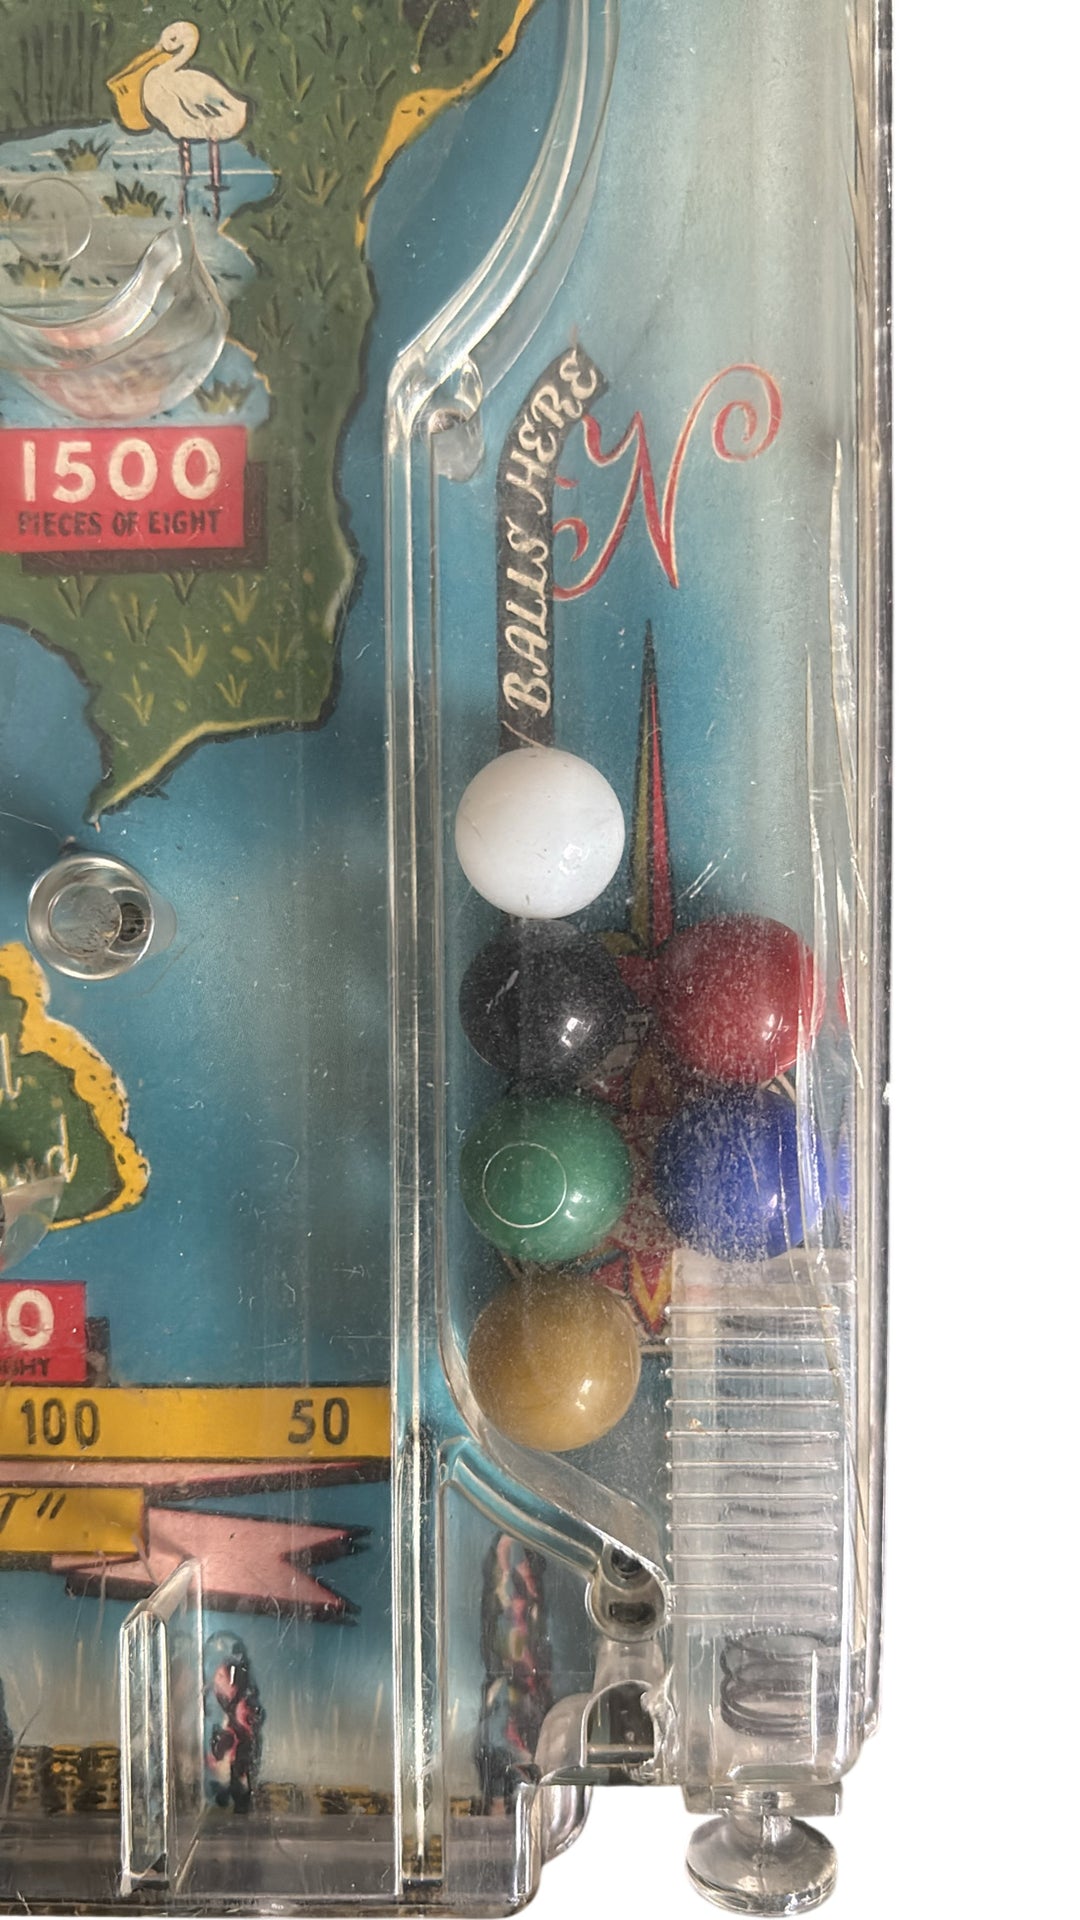 BALLS HERE
N
1500
PIECES OF EIGHT
100
50